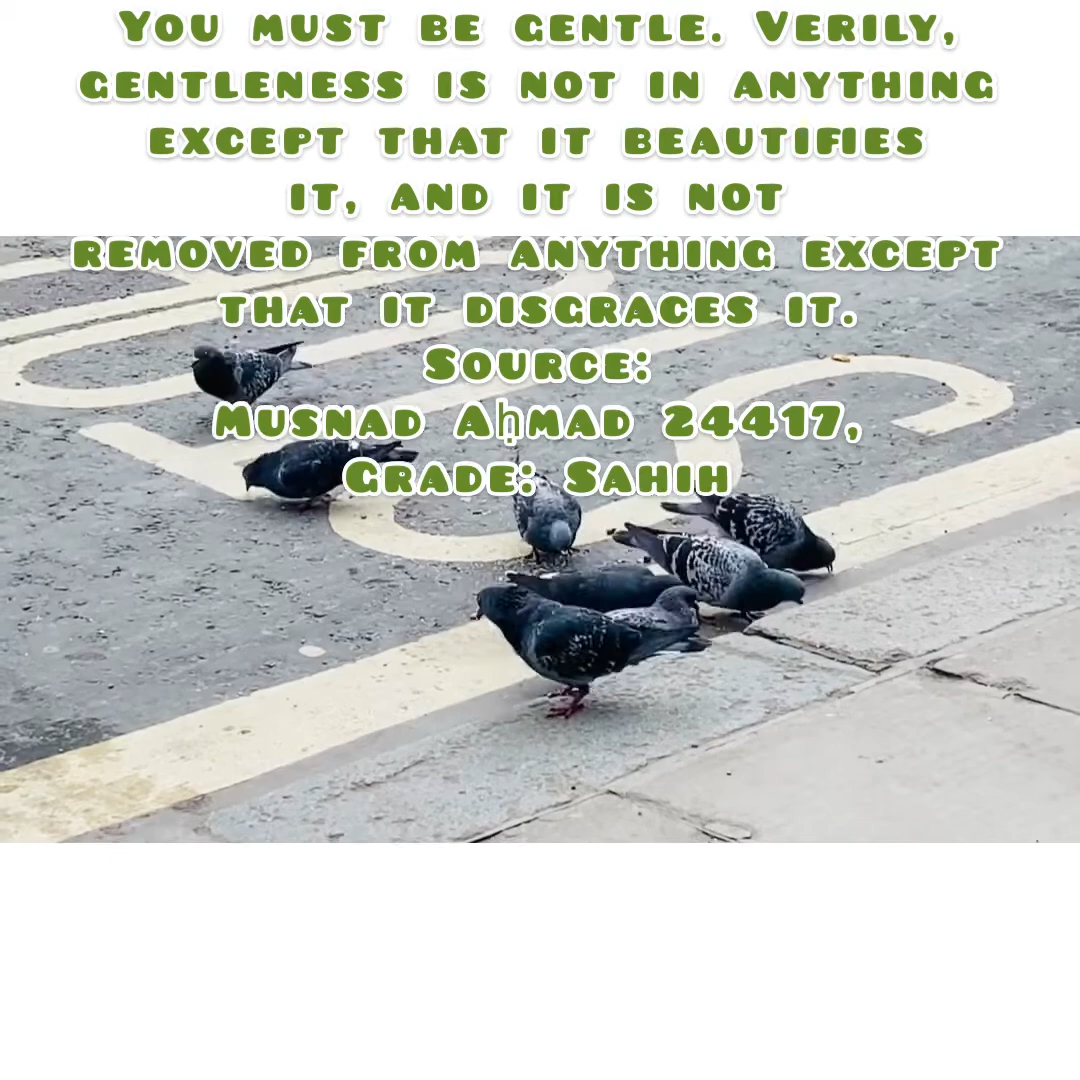 You must be gentle. Verily,
gentleness is not in anything
except that it beautifies
it, and it is not
removed from anything except
that it disgraces it.
Source:
Musnad Aḥmad 24417,
Grade: Sahih